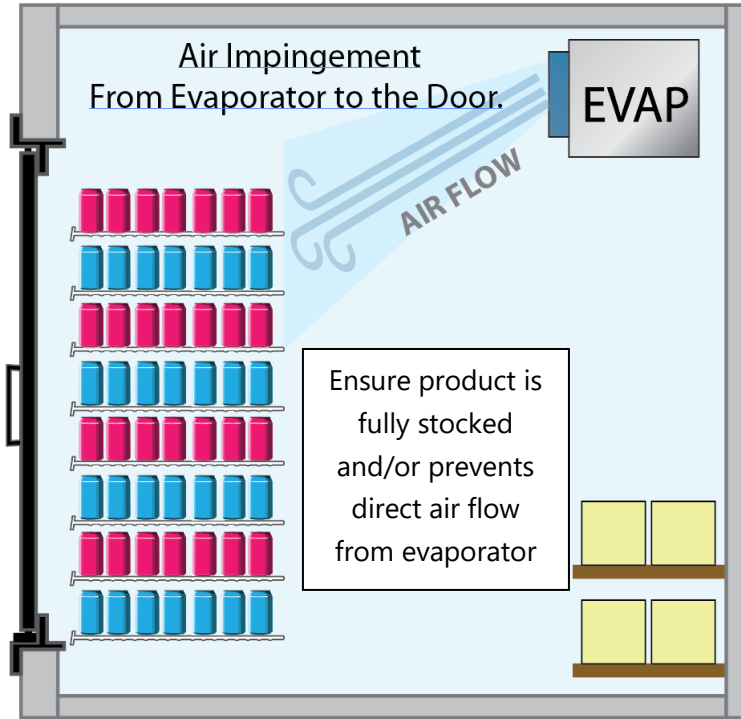 Air Impingement
From Evaporator to the Door.
EVAP
AIR FLOW
Ensure product is
fully stocked
and/or prevents
direct air flow
from evaporator